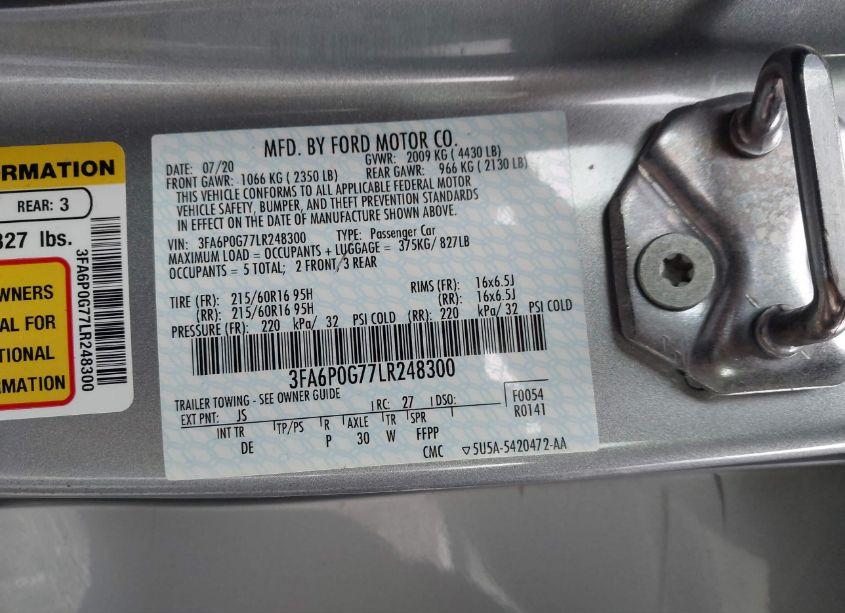 MFD. BY FORD MOTOR CO.
DATE: 07/20 GVWR: 2009 KG ( 4430 LB)
FRONT GAWR: 1066 KG ( 2350 LB) REAR GAWR: 966 KG ( 2130 LB)
THIS VEHICLE CONFORMS TO ALL APPLICABLE FEDERAL MOTOR
VEHICLE SAFETY, BUMPER, AND THEFT PREVENTION STANDARDS
IN EFFECT ON THE DATE OF MANUFACTURE SHOWN ABOVE.
VIN: 3FA6P0G77LR248300 TYPE: Passenger Car
MAXIMUM LOAD = OCCUPANTS + LUGGAGE = 375KG/ 827LB
OCCUPANTS = 5 TOTAL; 2 FRONT/3 REAR
TIRE (FR): 215/60R16 95H RIMS (FR): 16x6.5J
(RR): 215/60R16 95H (RR): 16x6.5J
PRESSURE (FR): 220 kPa/ 32 PSI COLD (RR): 220 kPa/ 32 PSI COLD
3FA6P0G77LR248300
TRAILER TOWING - SEE OWNER GUIDE
EXT PNT: JS RC: 27 DSO: F0054
R0141
INT TR TP/PS R AXLE TR SPR
DE P 30 W FFPP
CMC ▽5U5A-5420472-AA
ORMATION
REAR: 3
827 lbs.
OWNERS
AL FOR
TIONAL
RMATION
3FA6P0G77LR248300